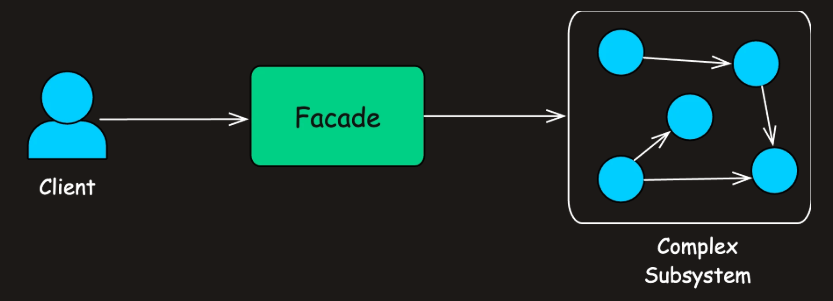 Facade
Client
Complex
Subsystem